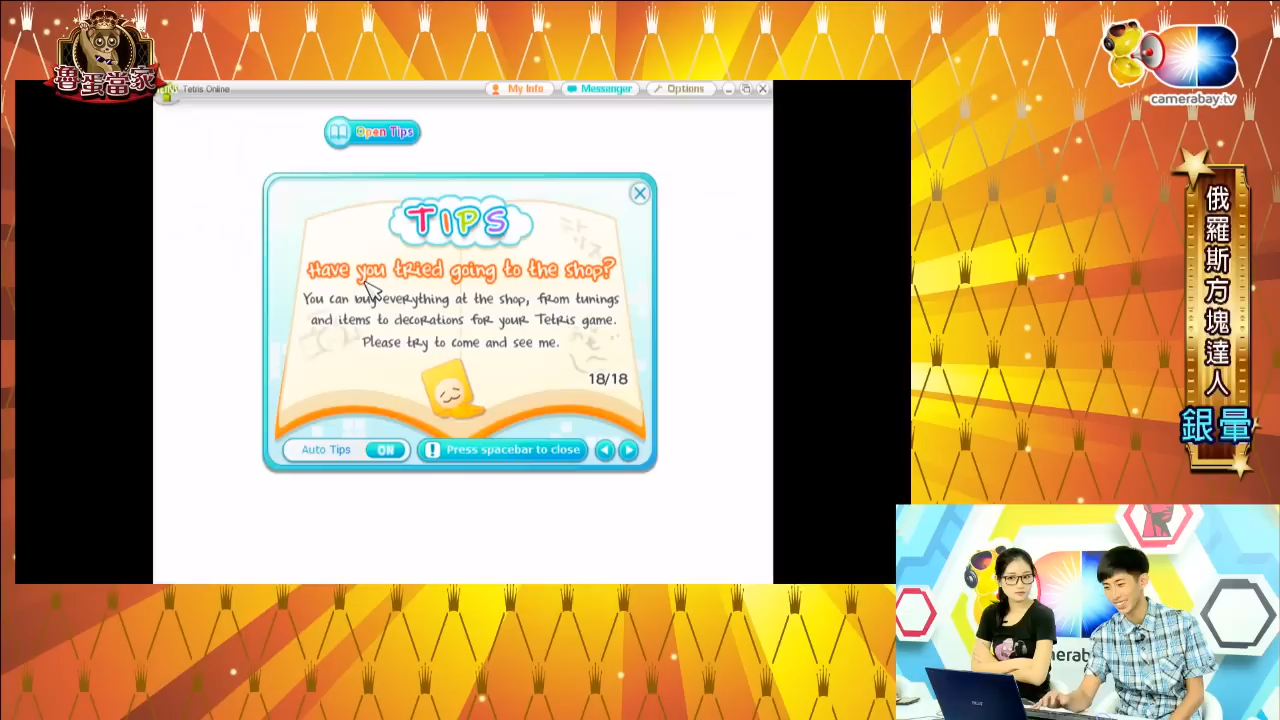 魯蛋當家
Tetris Online
My Info
Messenger
Options
camerabay.tv
Open Tips
TIPS
Have you tried going to the shop?
You can buy everything at the shop, from tunings
and items to decorations for your Tetris game.
Please try to come and see me.
18/18
Auto Tips ON
! Press spacebar to close
俄羅斯方塊達人
銀暈